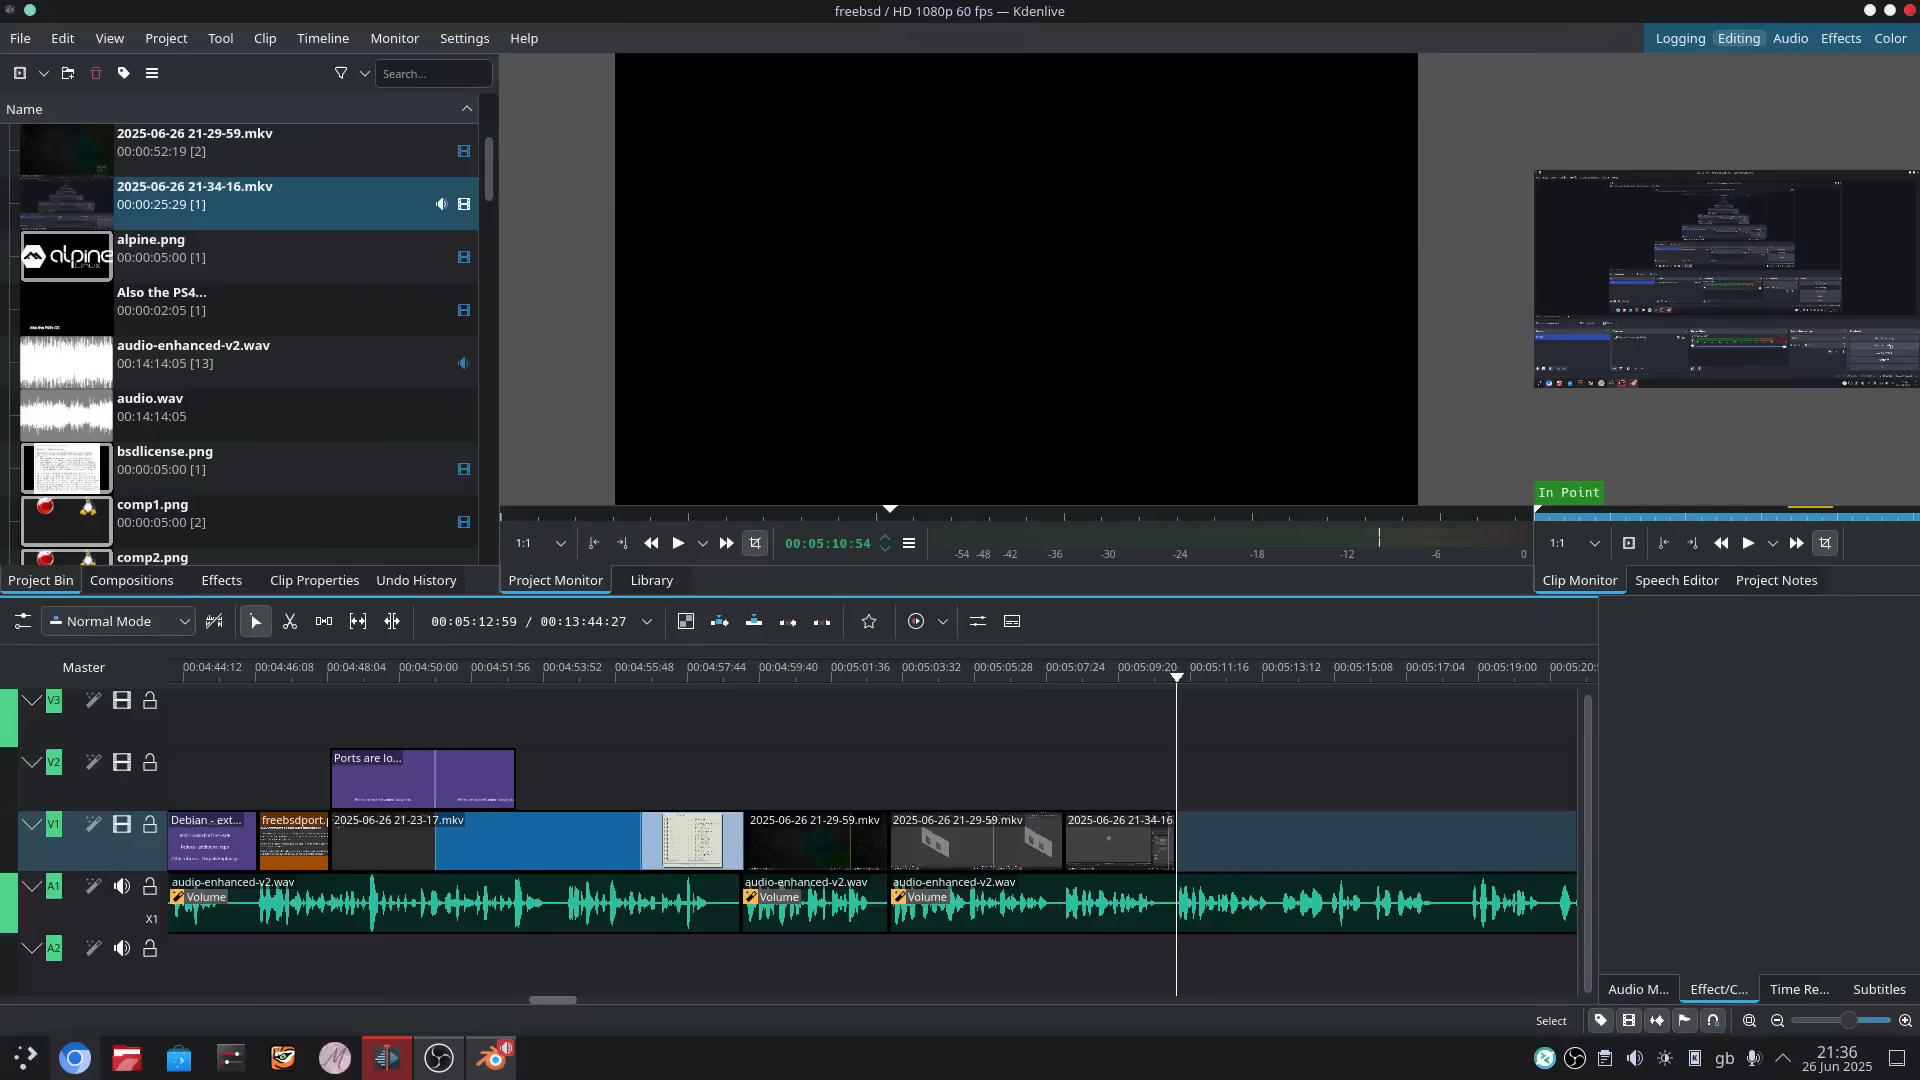 freebsd / HD 1080p 60 fps — Kdenlive
File Edit View Project Tool Clip Timeline Monitor Settings Help
Logging Editing Audio Effects Color
Search...
Name
2025-06-26 21-29-59.mkv
00:00:52:19 [2]
2025-06-26 21-34-16.mkv
00:00:25:29 [1]
alpine.png
00:00:05:00 [1]
alpine
LINUX
Also the PS4...
00:00:02:05 [1]
audio-enhanced-v2.wav
00:14:14:05 [13]
audio.wav
00:14:14:05
bsdlicense.png
00:00:05:00 [1]
comp1.png
00:00:05:00 [2]
comp2.png
In Point
1:1
00:05:10:54
-54 -48 -42 -36 -30 -24 -18 -12 -6 0
1:1
Project Bin Compositions Effects Clip Properties Undo History
Project Monitor Library
Clip Monitor Speech Editor Project Notes
Normal Mode
00:05:12:59 / 00:13:44:27
Master
00:04:44:12 00:04:46:08 00:04:48:04 00:04:50:00 00:04:51:56 00:04:53:52 00:04:55:48 00:04:57:44 00:04:59:40 00:05:01:36 00:05:03:32 00:05:05:28 00:05:07:24 00:05:09:20 00:05:11:16 00:05:13:12 00:05:15:08 00:05:17:04 00:05:19:00 00:05:20:5
V3
V2
Ports are lo...
V1
Debian - ext...
freebsdport.p
2025-06-26 21-23-17.mkv
2025-06-26 21-29-59.mkv
2025-06-26 21-29-59.mkv
2025-06-26 21-34-16
A1
audio-enhanced-v2.wav
audio-enhanced-v2.wav
audio-enhanced-v2.wav
Volume
Volume
Volume
X1
A2
Audio M... Effect/C... Time Re... Subtitles
Select
gb
21:36
26 Jun 2025